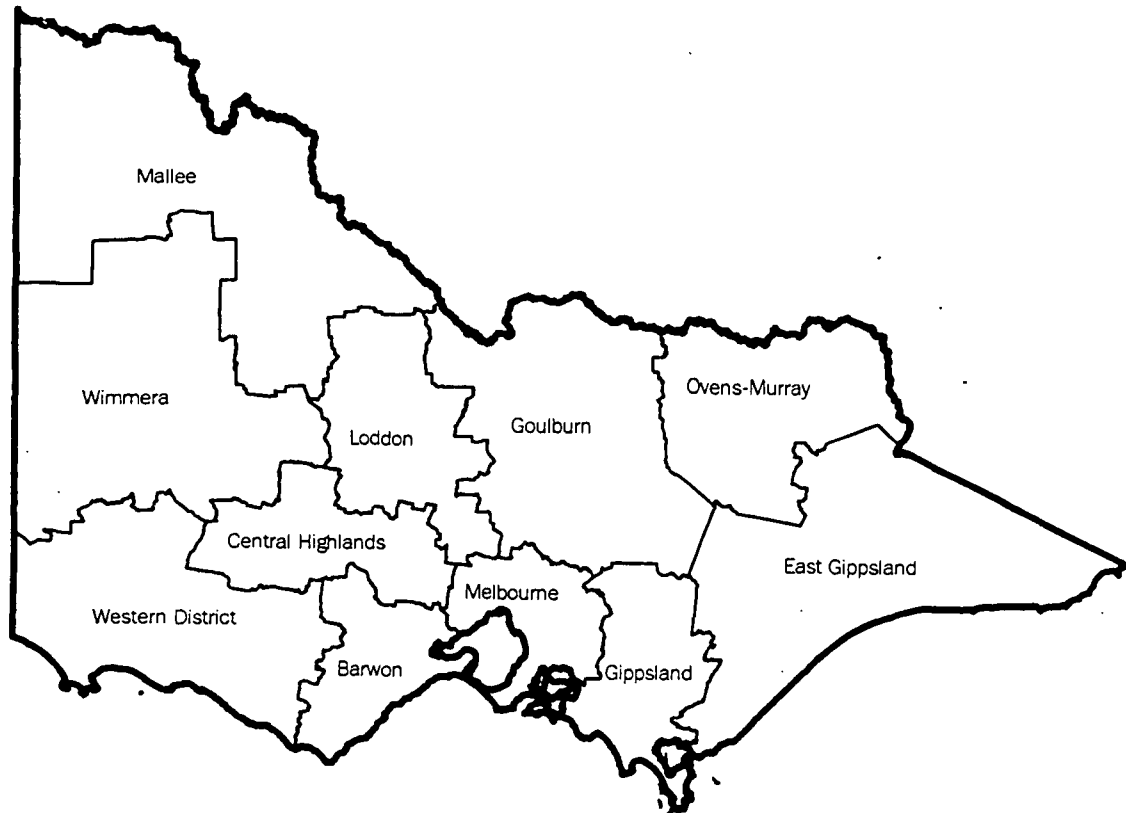 Mallee
Ovens-Murray
Wimmera
Goulburn
Loddon
Central Highlands
East Gippsland
Melbourne
Western District
Barwon
Gippsland